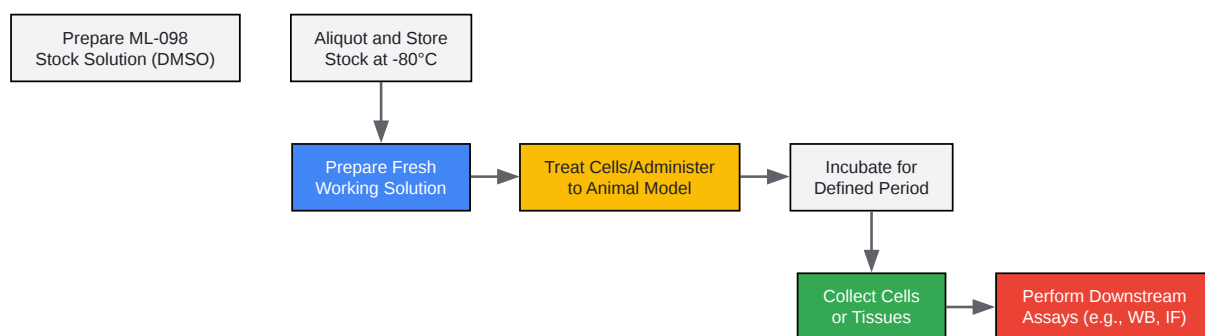 Prepare ML-098
Stock Solution (DMSO)
Aliquot and Store
Stock at -80°C
Prepare Fresh
Working Solution
Treat Cells/Administer
to Animal Model
Incubate for
Defined Period
Collect Cells
or Tissues
Perform Downstream
Assays (e.g., WB, IF)